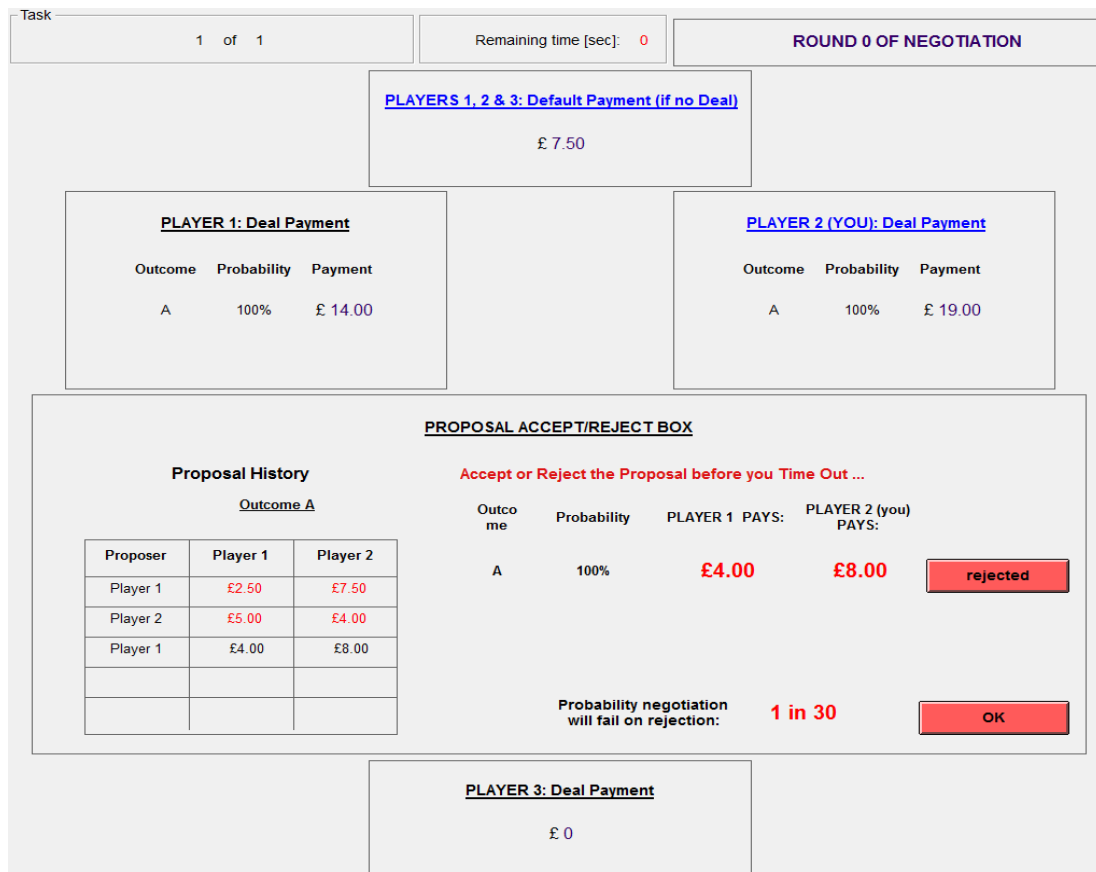 Task
1 of 1
Remaining time [sec]: 0
ROUND 0 OF NEGOTIATION
PLAYERS 1, 2 & 3: Default Payment (if no Deal)
£ 7.50
PLAYER 1: Deal Payment
Outcome Probability Payment
A 100% £ 14.00
PLAYER 2 (YOU): Deal Payment
Outcome Probability Payment
A 100% £ 19.00
PROPOSAL ACCEPT/REJECT BOX
Proposal History
Outcome A
Proposer Player 1 Player 2
Player 1 £2.50 £7.50
Player 2 £5.00 £4.00
Player 1 £4.00 £8.00
Accept or Reject the Proposal before you Time Out ...
Outco
me
Probability
PLAYER 1 PAYS:
PLAYER 2 (you)
PAYS:
A 100% £4.00 £8.00 rejected
Probability negotiation
will fail on rejection:
1 in 30
OK
PLAYER 3: Deal Payment
£ 0